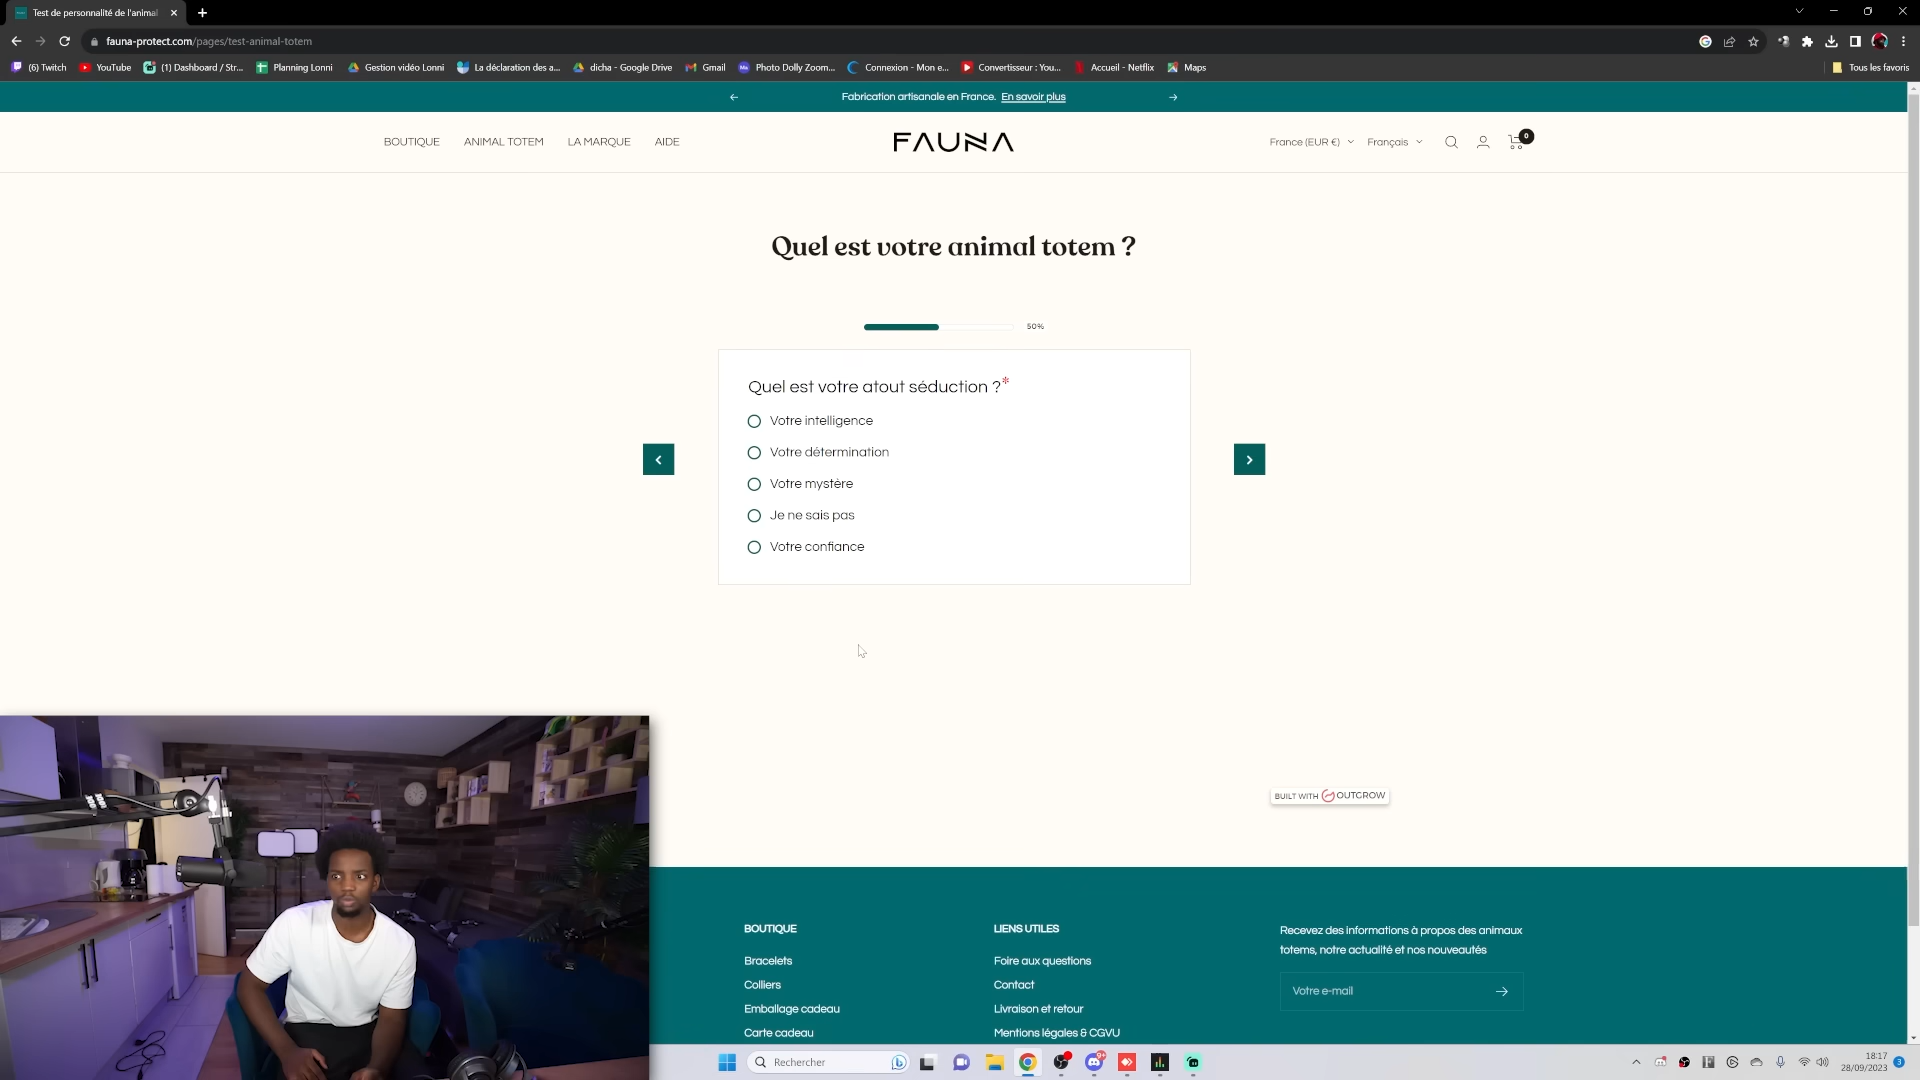 Test de personnalité de l'animal
fauna-protect.com/pages/test-animal-totem
(6) Twitch
YouTube
(1) Dashboard / Str...
Planning Lonni
Gestion vidéo Lonni
La déclaration des a...
dicha - Google Drive
Gmail
Photo Dolly Zoom...
Connexion - Mon e...
Convertisseur : You...
Accueil - Netflix
Maps
Tous les favoris
Fabrication artisanale en France. En savoir plus
BOUTIQUE
ANIMAL TOTEM
LA MARQUE
AIDE
FAUNA
France (EUR €)
Français
0
Quel est votre animal totem ?
50%
Quel est votre atout séduction ?*
Votre intelligence
Votre détermination
Votre mystère
Je ne sais pas
Votre confiance
BUILT WITH OUTGROW
BOUTIQUE
Bracelets
Colliers
Emballage cadeau
Carte cadeau
LIENS UTILES
Foire aux questions
Contact
Livraison et retour
Mentions légales & CGVU
Recevez des informations à propos des animaux
totems, notre actualité et nos nouveautés
Votre e-mail
Rechercher
18:17
28/09/2023
3